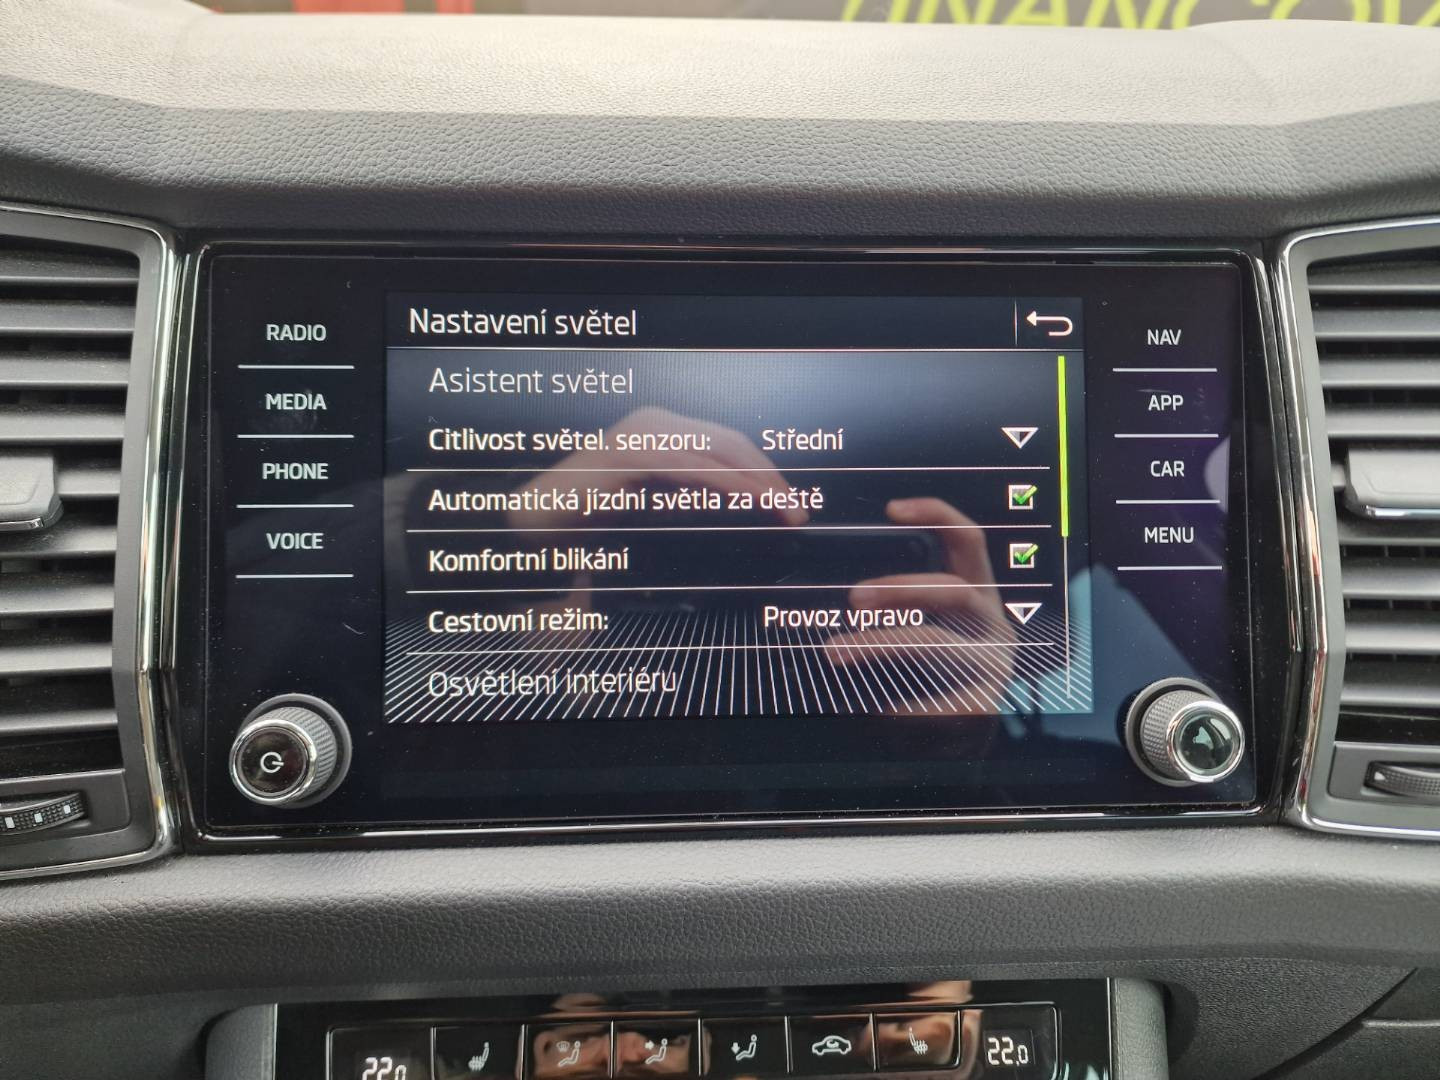 RADIO
MEDIA
PHONE
VOICE
Nastavení světel
Asistent světel
Citlivost světel. senzoru: Střední
Automatická jízdní světla za deště
Komfortní blikání
Cestovní režim: Provoz vpravo
Osvětlení interiéru
NAV
APP
CAR
MENU
22.0
22.0